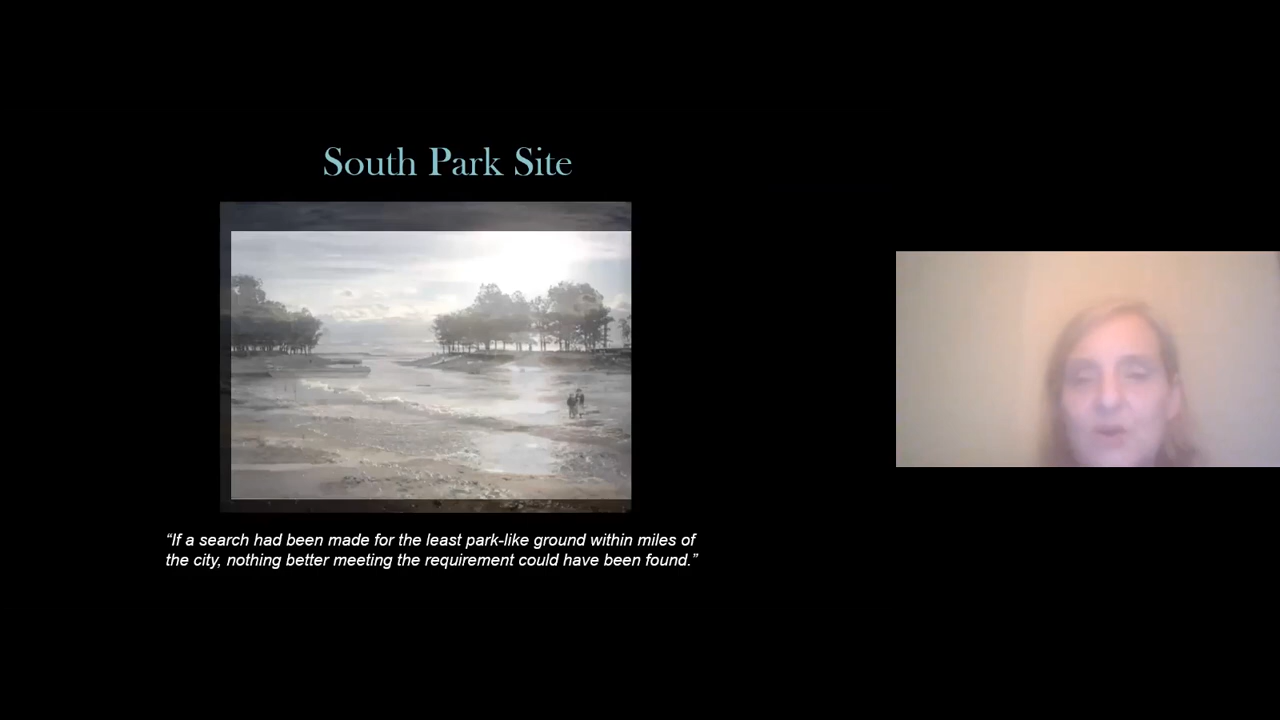 South Park Site
“If a search had been made for the least park-like ground within miles of
the city, nothing better meeting the requirement could have been found.”